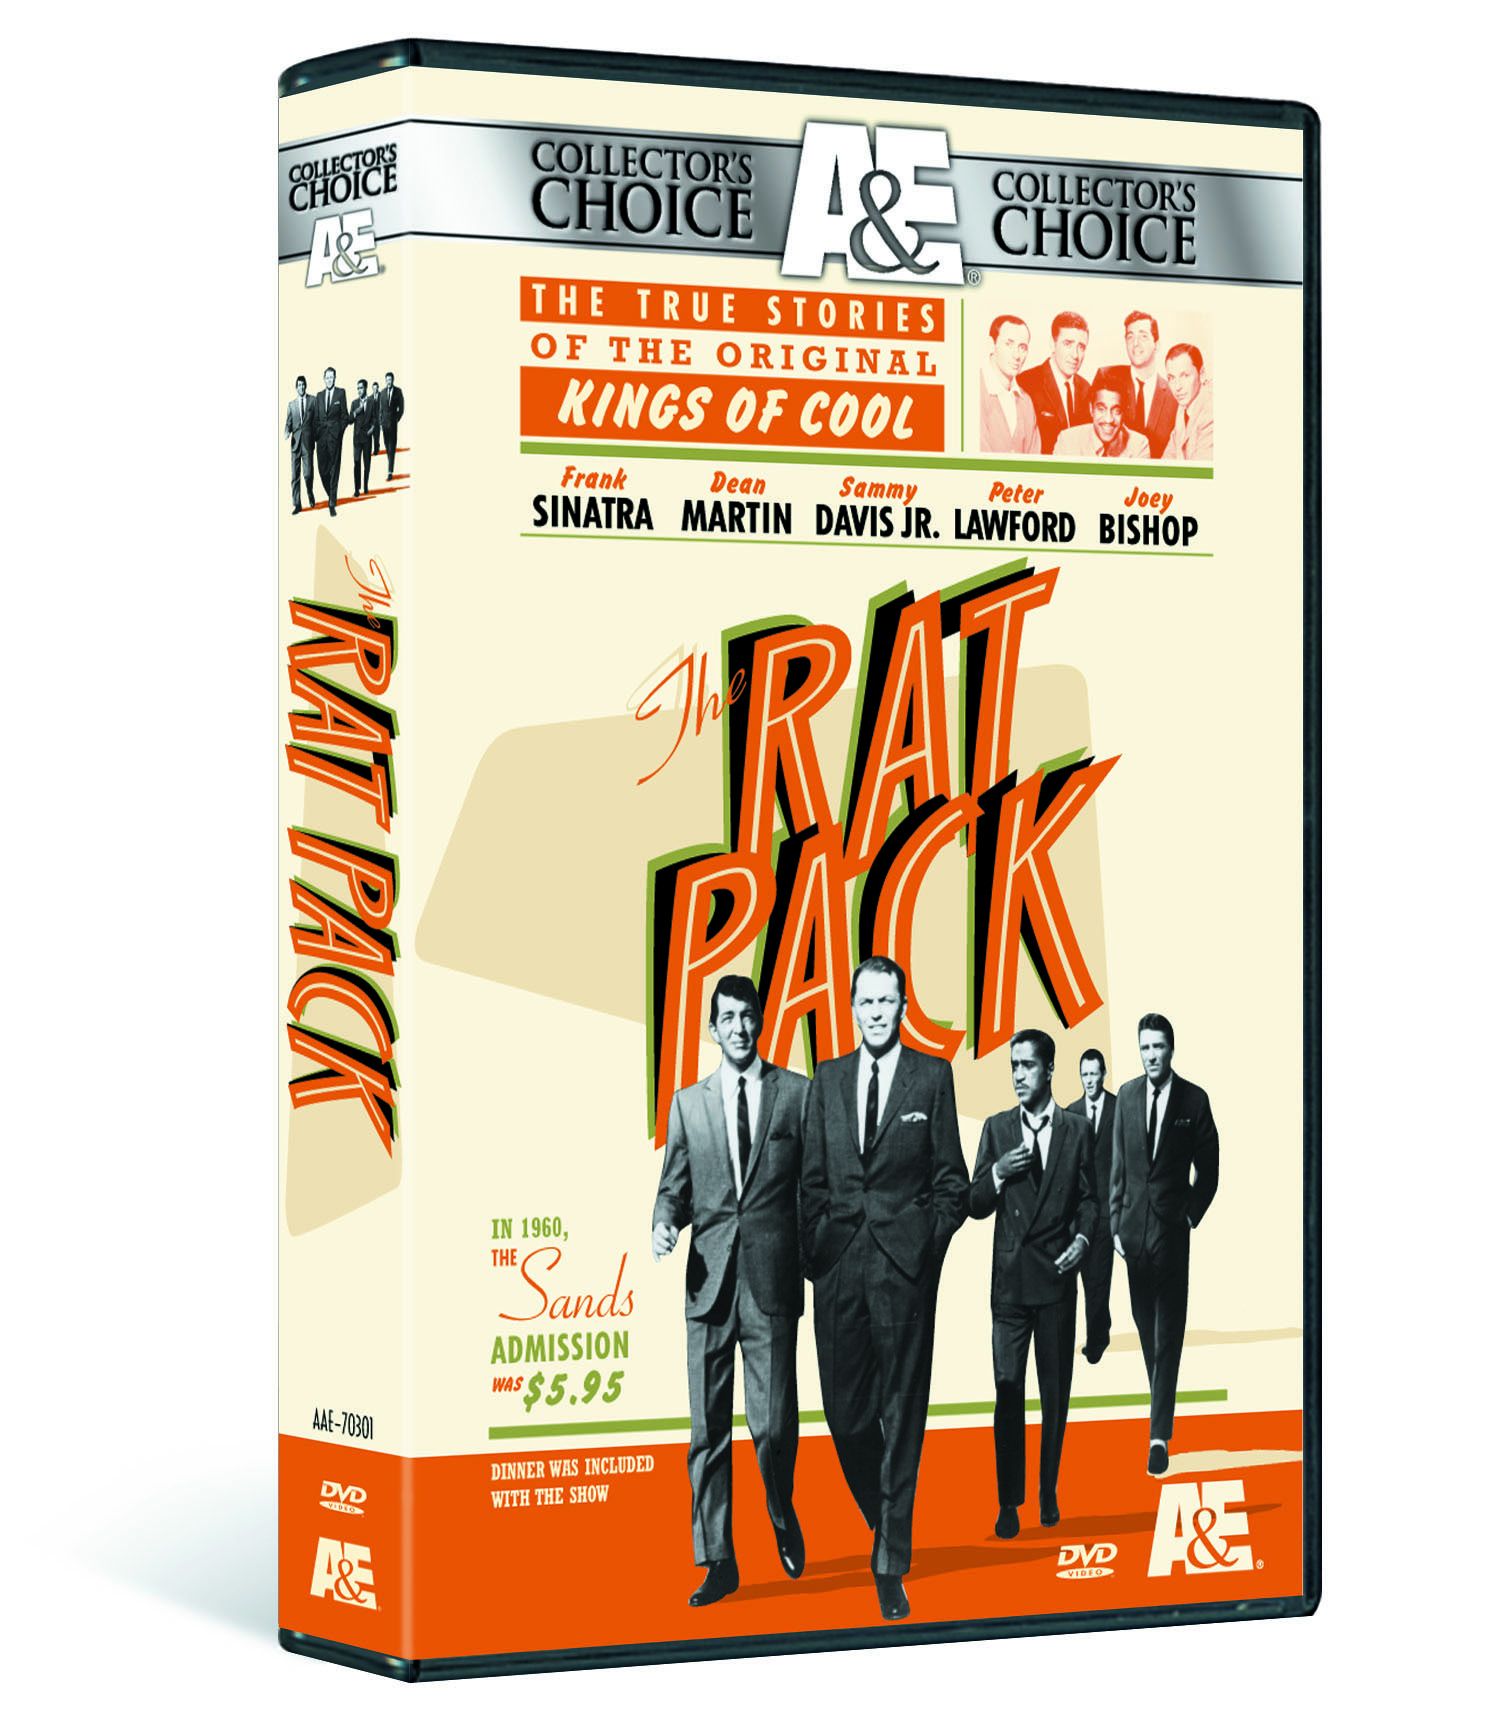 COLLECTOR'S
CHOICE
A&E®
THE RAT PACK
AAE-70301
DVD
VIDEO
A&E®
COLLECTOR'S
CHOICE
A&E®
COLLECTOR'S
CHOICE
THE TRUE STORIES
OF THE ORIGINAL
KINGS OF COOL
Frank
SINATRA
Dean
MARTIN
Sammy
DAVIS JR.
Peter
LAWFORD
Joey
BISHOP
The RAT
PACK
IN 1960,
THE Sands
ADMISSION
WAS $5.95
DINNER WAS INCLUDED
WITH THE SHOW
DVD
VIDEO
A&E®